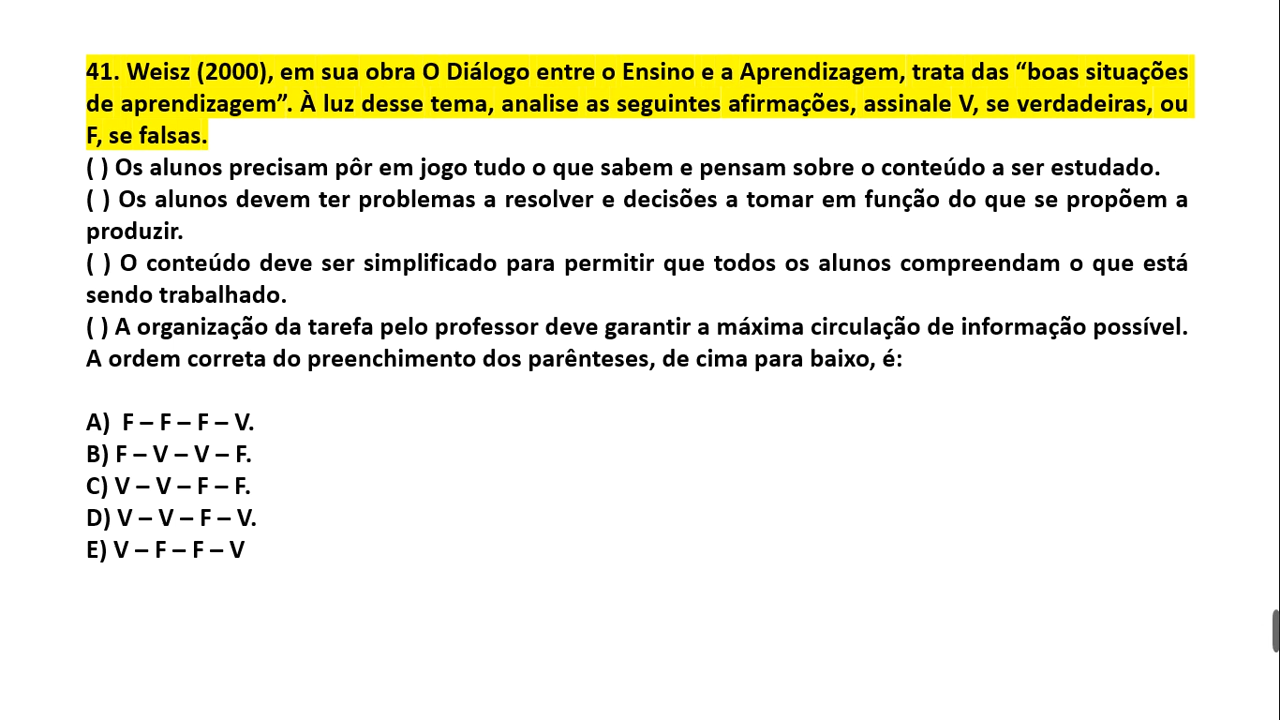 41. Weisz (2000), em sua obra O Diálogo entre o Ensino e a Aprendizagem, trata das “boas situações
de aprendizagem”. À luz desse tema, analise as seguintes afirmações, assinale V, se verdadeiras, ou
F, se falsas.
( ) Os alunos precisam pôr em jogo tudo o que sabem e pensam sobre o conteúdo a ser estudado.
( ) Os alunos devem ter problemas a resolver e decisões a tomar em função do que se propõem a
produzir.
( ) O conteúdo deve ser simplificado para permitir que todos os alunos compreendam o que está
sendo trabalhado.
( ) A organização da tarefa pelo professor deve garantir a máxima circulação de informação possível.
A ordem correta do preenchimento dos parênteses, de cima para baixo, é:
A) F – F – F – V.
B) F – V – V – F.
C) V – V – F – F.
D) V – V – F – V.
E) V – F – F – V